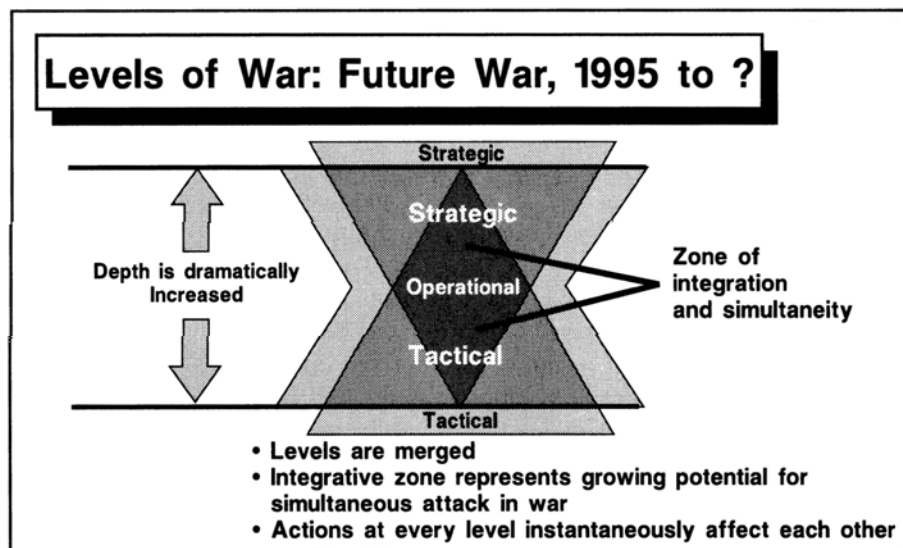 Levels of War: Future War, 1995 to ?
Strategic
Strategic
Depth is dramatically
Increased
Operational
Zone of
integration
and simultaneity
Tactical
Tactical
• Levels are merged
• Integrative zone represents growing potential for
simultaneous attack in war
• Actions at every level instantaneously affect each other